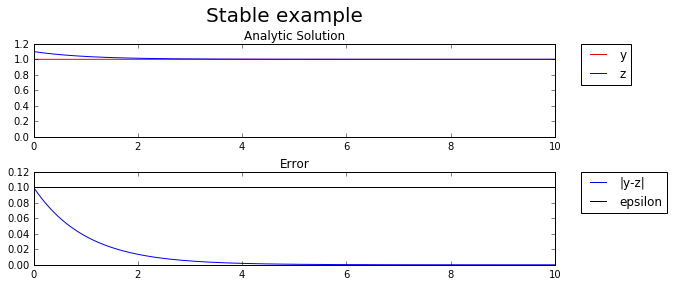 Stable example
Analytic Solution
1.2
1.0
0.8
0.6
0.4
0.2
0.0
0 2 4 6 8 10
y
z
Error
0.12
0.10
0.08
0.06
0.04
0.02
0.00
0 2 4 6 8 10
|y-z|
epsilon